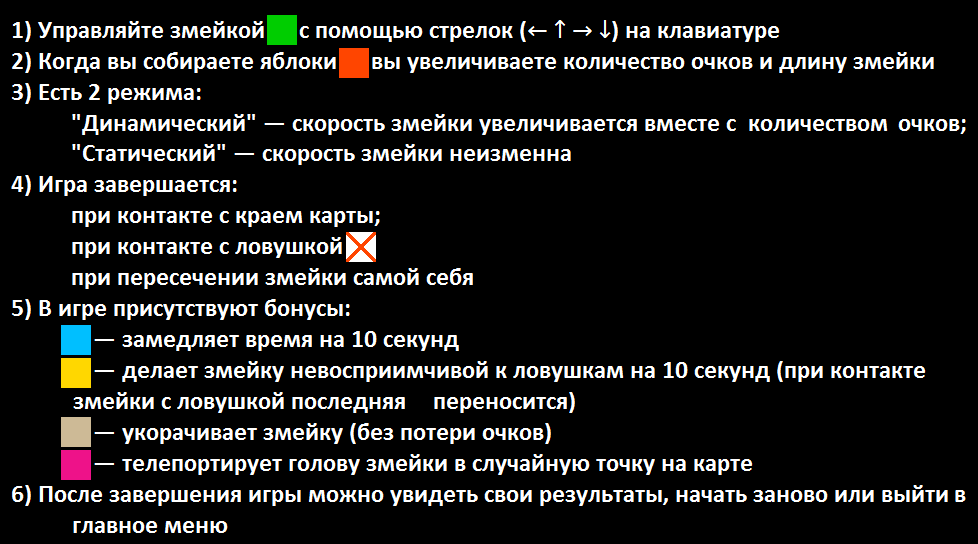 1) Управляйте змейкой с помощью стрелок (← ↑ → ↓) на клавиатуре
2) Когда вы собираете яблоки вы увеличиваете количество очков и длину змейки
3) Есть 2 режима:
"Динамический" — скорость змейки увеличивается вместе с количеством очков;
"Статический" — скорость змейки неизменна
4) Игра завершается:
при контакте с краем карты;
при контакте с ловушкой
при пересечении змейки самой себя
5) В игре присутствуют бонусы:
— замедляет время на 10 секунд
— делает змейку невосприимчивой к ловушкам на 10 секунд (при контакте
змейки с ловушкой последняя переносится)
— укорачивает змейку (без потери очков)
— телепортирует голову змейки в случайную точку на карте
6) После завершения игры можно увидеть свои результаты, начать заново или выйти в
главное меню